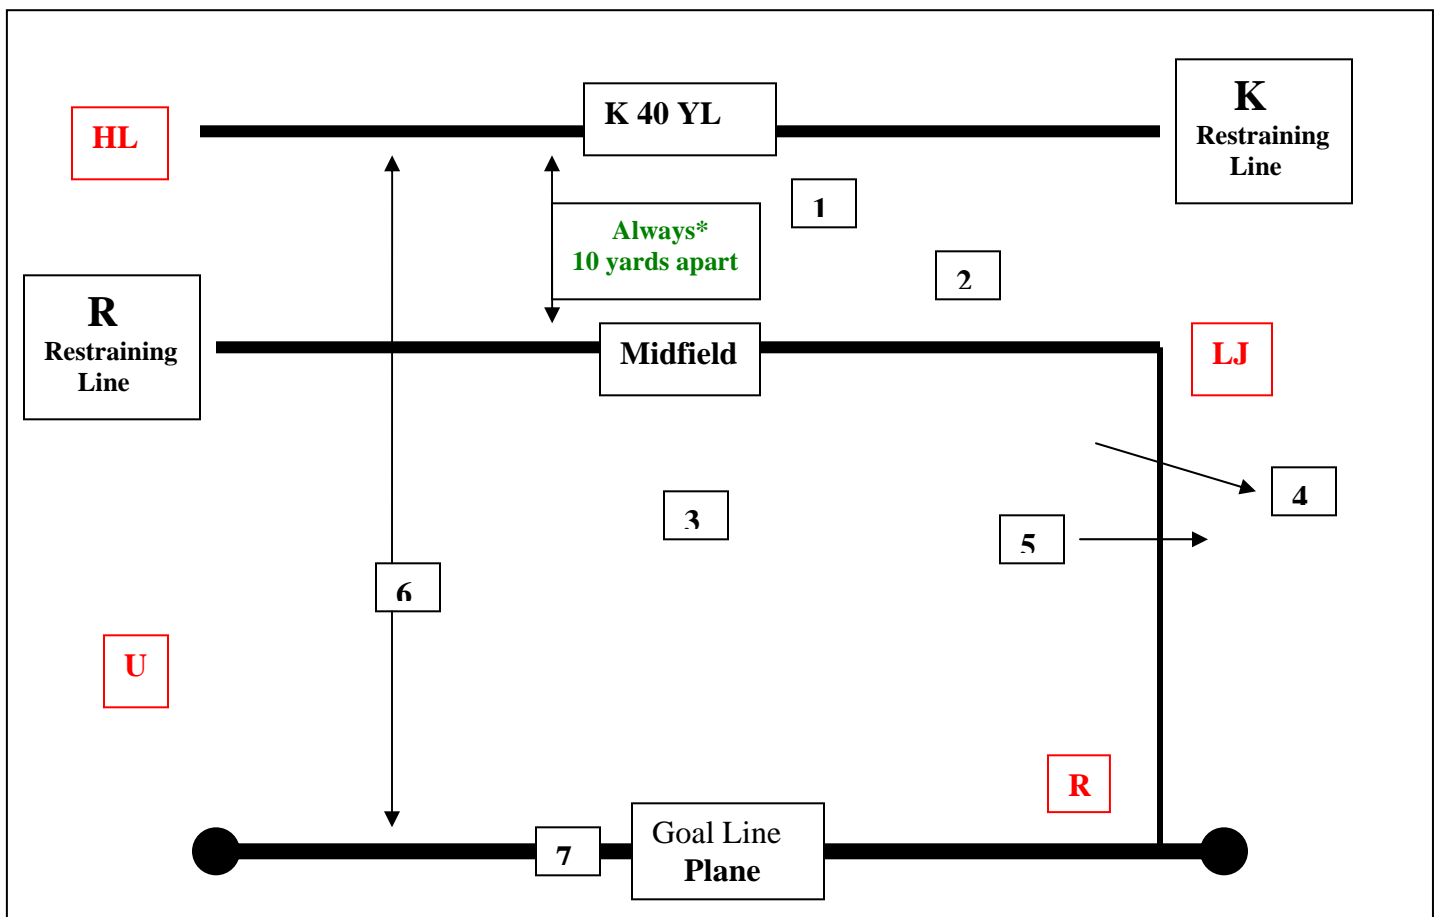 K 40 YL
K
Restraining
Line
HL
1
Always*
10 yards apart
2
R
Restraining
Line
Midfield
LJ
4
3
5
6
U
R
Goal Line
Plane
7